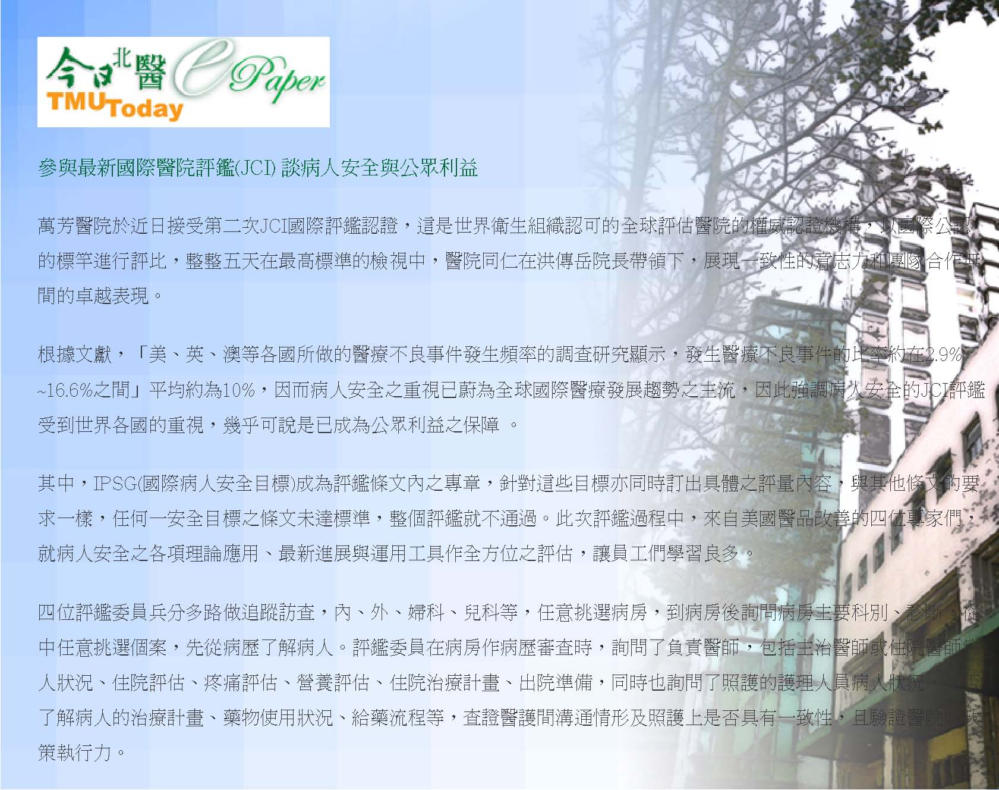 今日北醫 e Paper
TMU Today
參與最新國際醫院評鑑(JCI) 談病人安全與公眾利益
萬芳醫院於近日接受第二次JCI國際評鑑認證，這是世界衛生組織認可的全球評估醫院的權威認證機構，以國際公認
的標竿進行評比，整整五天在最高標準的檢視中，醫院同仁在洪傳岳院長帶領下，展現一致性的意志力和團隊合作無
間的卓越表現。
根據文獻，「美、英、澳等各國所做的醫療不良事件發生頻率的調查研究顯示，發生醫療不良事件的比率約在2.9%
~16.6%之間」平均約為10%，因而病人安全之重視已蔚為全球國際醫療發展趨勢之主流，因此強調病人安全的JCI評鑑
受到世界各國的重視，幾乎可說是已成為公眾利益之保障 。
其中，IPSG(國際病人安全目標)成為評鑑條文內之專章，針對這些目標亦同時訂出具體之評量內容，與其他條文的要
求一樣，任何一安全目標之條文未達標準，整個評鑑就不通過。此次評鑑過程中，來自美國醫品改善的四位專家們，
就病人安全之各項理論應用、最新進展與運用工具作全方位之評估，讓員工們學習良多。
四位評鑑委員兵分多路做追蹤訪查，內、外、婦科、兒科等，任意挑選病房，到病房後詢問病房主要科別、診斷，從
中任意挑選個案，先從病歷了解病人。評鑑委員在病房作病歷審查時，詢問了負責醫師，包括主治醫師或住院醫師病
人狀況、住院評估、疼痛評估、營養評估、住院治療計畫、出院準備，同時也詢問了照護的護理人員病人狀況，
了解病人的治療計畫、藥物使用狀況、給藥流程等，查證醫護間溝通情形及照護上是否具有一致性，且驗證醫院政
策執行力。